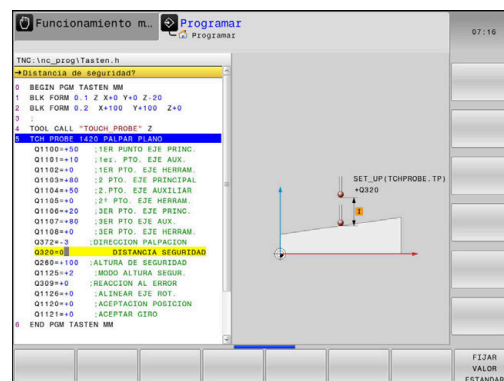 Funcionamiento m...
Programar
Programar
07:16
TNC:\nc_prog\Tasten.h
→Distancia de seguridad?
0 BEGIN PGM TASTEN MM
1 BLK FORM 0.1 Z X+0 Y+0 Z-20
2 BLK FORM 0.2 X+100 Y+100 Z+0
3 ;
4 TOOL CALL "TOUCH_PROBE" Z
5 TCH PROBE 1420 PALPAR PLANO
Q1100=+50 ;1ER PUNTO EJE PRINC.
Q1101=+10 ;1ez. PTO. EJE AUX.
Q1102=+0 ;1ER PTO. EJE HERRAM.
Q1103=+80 ;2 PTO. EJE PRINCIPAL
Q1104=+50 ;2.PTO. EJE AUXILIAR
Q1105=+0 ;2º PTO. EJE HERRAM.
Q1106=+20 ;3ER PTO. EJE PRINC.
Q1107=+80 ;3ER PTO. EJE AUX.
Q1108=+0 ;3ER PTO. EJE HERRAM.
Q372=-3 ;DIRECCION PALPACION
Q320=0 DISTANCIA SEGURIDAD
Q260=+100 ;ALTURA DE SEGURIDAD
Q1125=+2 ;MODO ALTURA SEGUR.
Q309=+0 ;REACCION AL ERROR
Q1126=+0 ;ALINEAR EJE ROT.
Q1120=+0 ;ACEPTACION POSICION
Q1121=+0 ;ACEPTAR GIRO
6 END PGM TASTEN MM
SET_UP(TCHPROBE.TP)
+Q320
I
FIJAR
VALOR
ESTANDAR